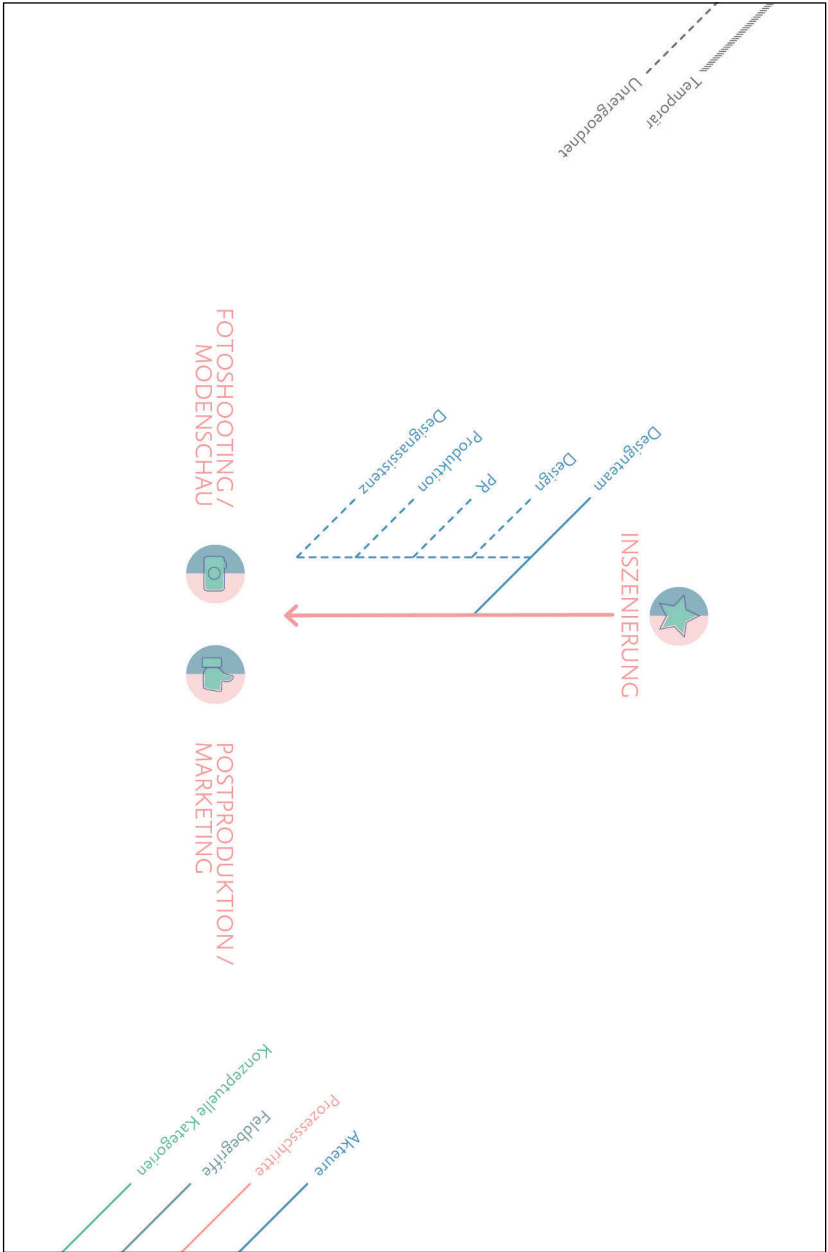 Temporär
Untergeordnet
INSZENIERUNG
Designteam
Design
PR
Produktion
Designassistenz
FOTOSHOOTING /
MODENSCHAU
POSTPRODUKTION /
MARKETING
Akteure
Prozessschritte
Feldbegriffe
Konzeptuelle Kategorien